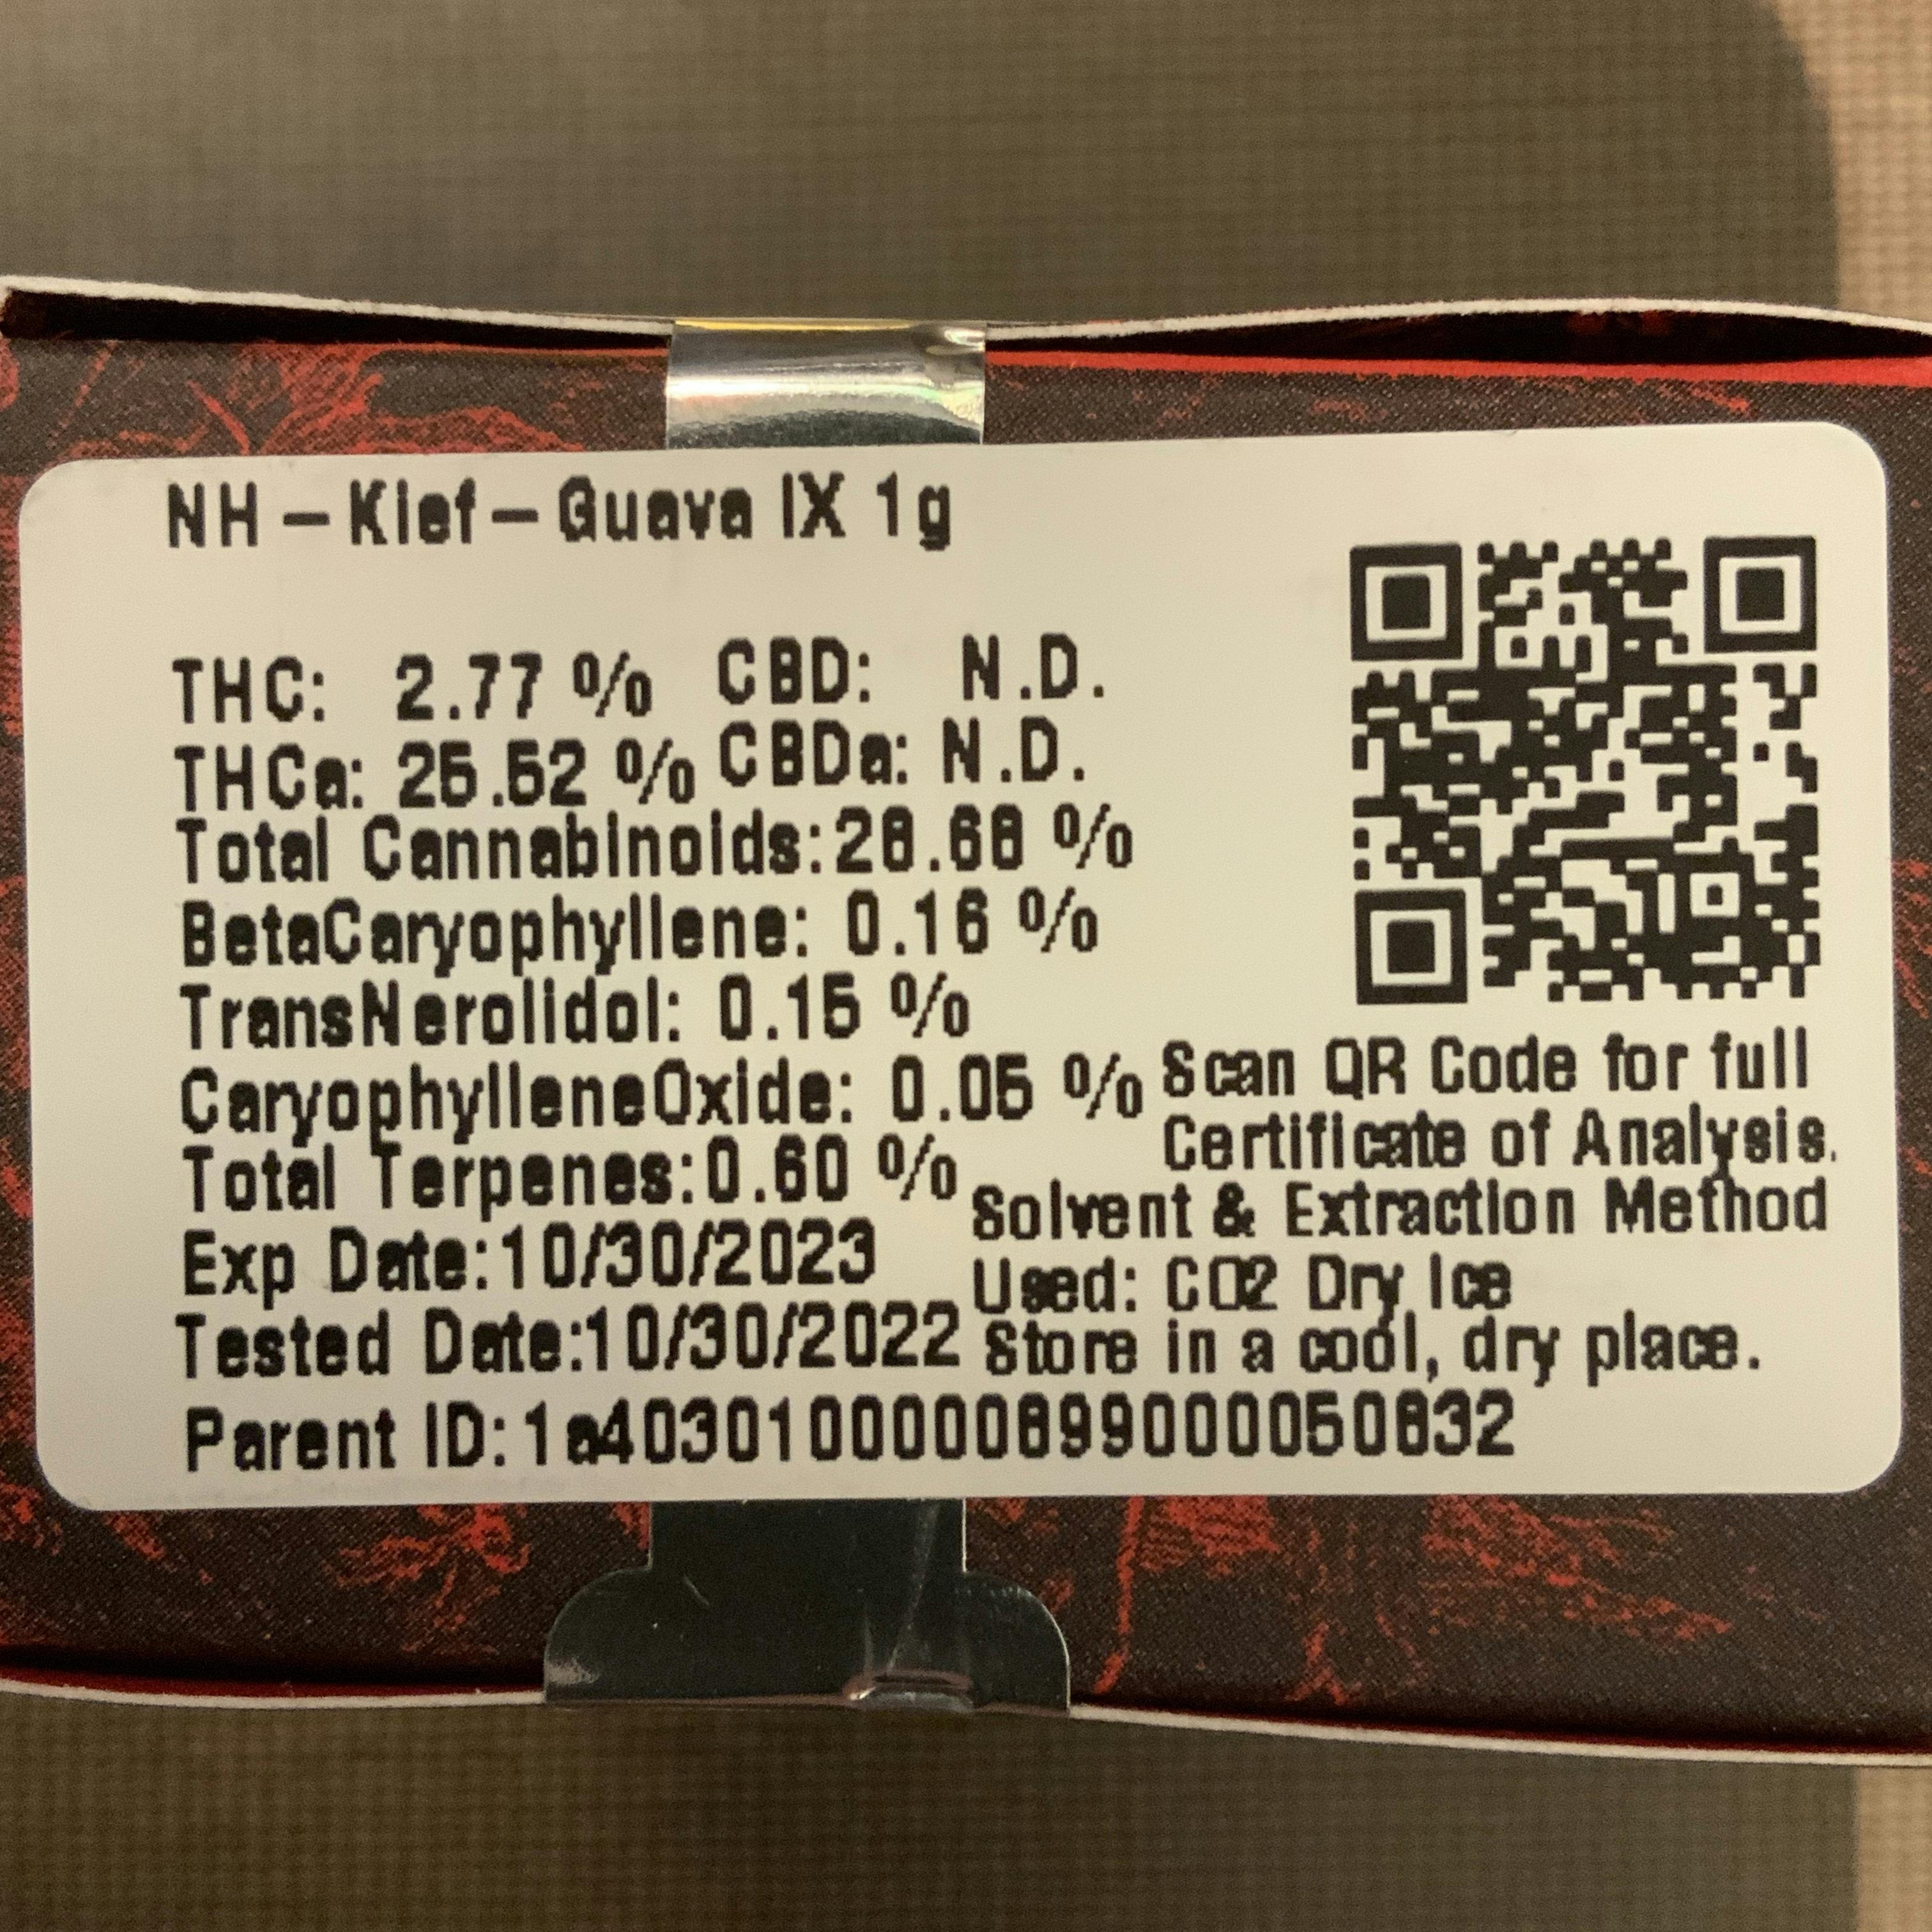 NH - Kief - Guava IX 1g
THC: 2.77 % CBD: N.D.
THCa: 25.52 % CBDa: N.D.
Total Cannabinoids:28.68 %
BetaCaryophyllene: 0.16 %
TransNerolidol: 0.15 %
CaryophylleneOxide: 0.05 %
Total Terpenes:0.60 %
Exp Date:10/30/2023
Tested Date:10/30/2022
Scan QR Code for full
Certificate of Analysis.
Solvent & Extraction Method
Used: CO2 Dry Ice
Store in a cool, dry place.
Parent ID: